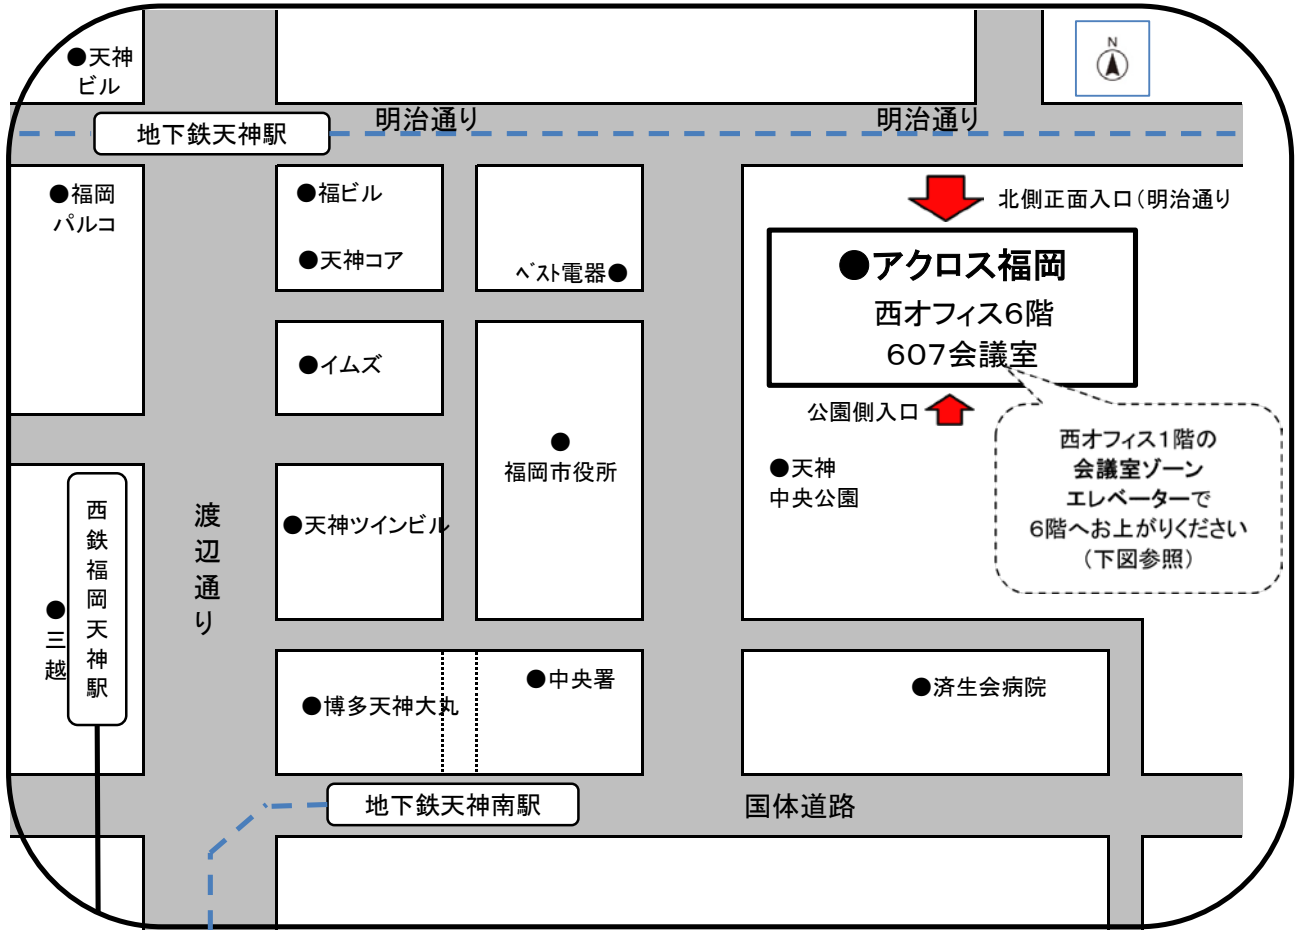 ●天神
ビル
N
明治通り
明治通り
地下鉄天神駅
●福岡
パルコ
●福ビル
●天神コア
ベスト電器●
北側正面入口（明治通り
●アクロス福岡
西オフィス6階
607会議室
公園側入口
●イムズ
●
福岡市役所
●天神
中央公園
西オフィス1階の
会議室ゾーン
エレベーターで
6階へお上がりください
（下図参照）
西鉄福岡天神駅
渡辺通り
●天神ツインビル
●
三越
●博多天神大丸
●中央署
●済生会病院
地下鉄天神南駅
国体道路